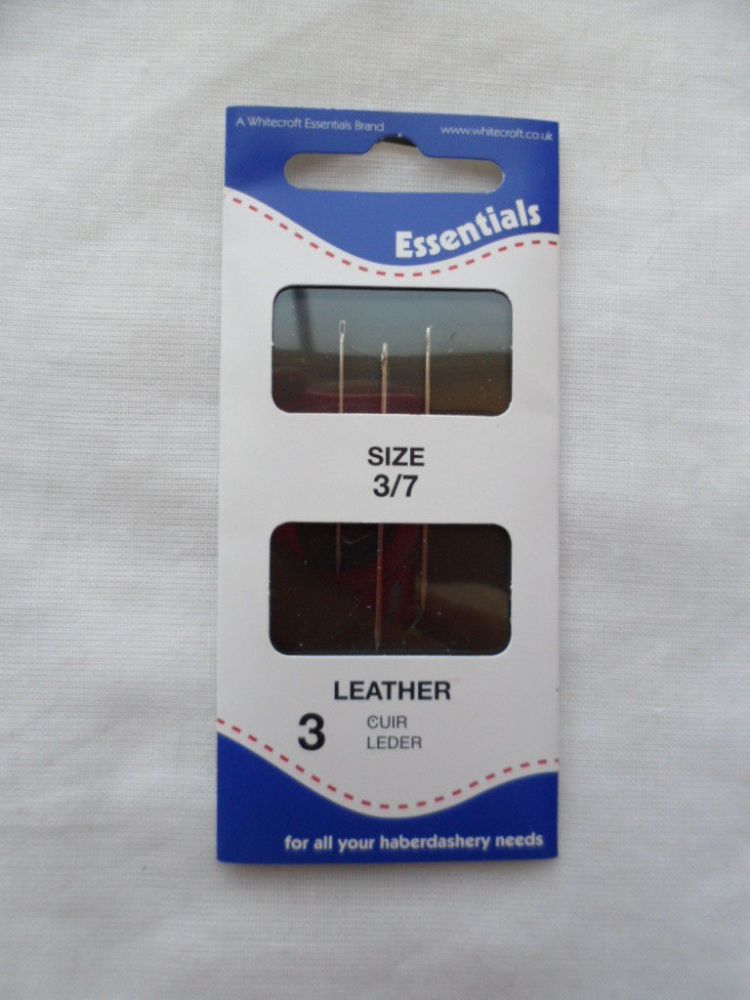 A Whitecroft Essentials Brand
www.whitecroft.co.uk
Essentials
SIZE
3/7
LEATHER
3
CUIR
LEDER
for all your haberdashery needs